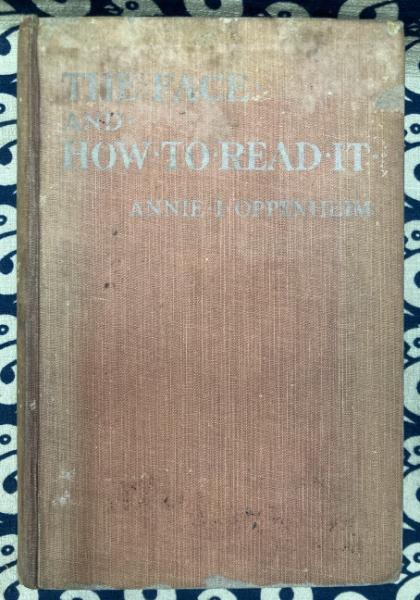 THE FACE
AND
HOW·TO·READ·IT·
ANNIE I OPPENHEIM